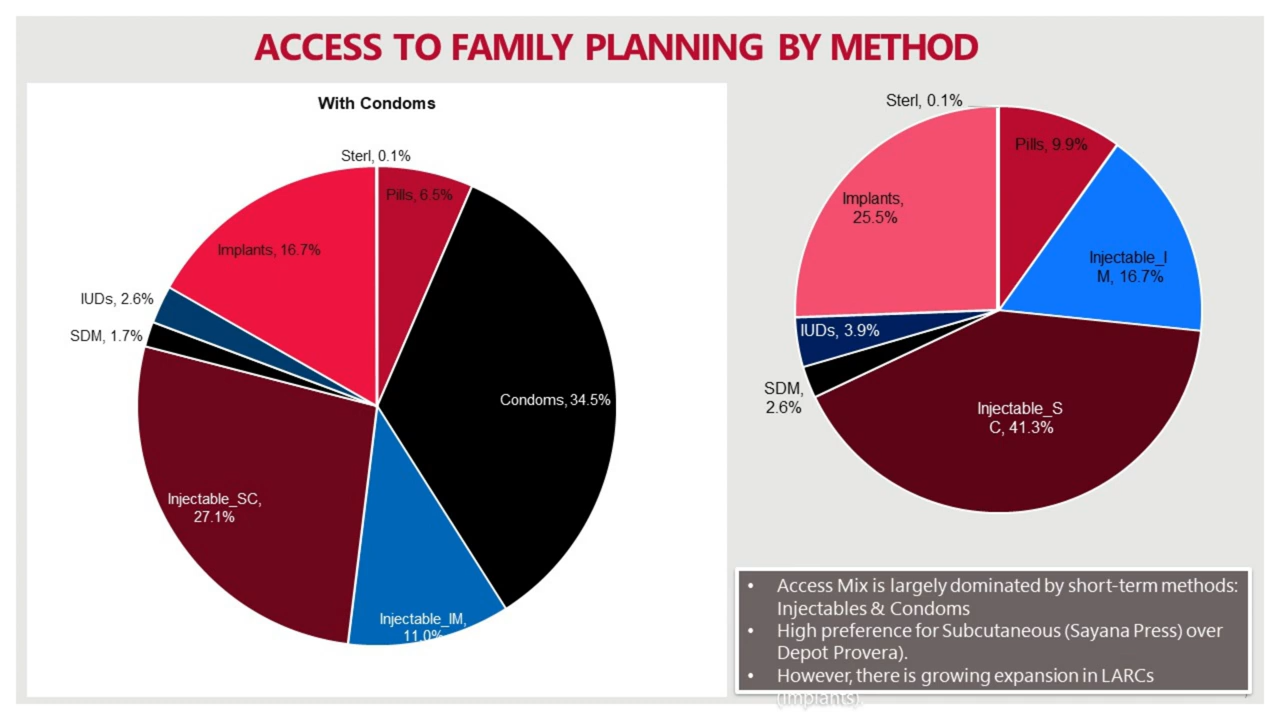 ACCESS TO FAMILY PLANNING BY METHOD
With Condoms
Sterl, 0.1%
Pills, 6.5%
Implants, 16.7%
IUDs, 2.6%
SDM, 1.7%
Condoms, 34.5%
Injectable_SC,
27.1%
Injectable_IM,
11.0%
Sterl, 0.1%
Pills, 9.9%
Implants,
25.5%
Injectable_I
M, 16.7%
IUDs, 3.9%
SDM,
2.6%
Injectable_S
C, 41.3%
• Access Mix is largely dominated by short-term methods:
Injectables & Condoms
• High preference for Subcutaneous (Sayana Press) over
Depot Provera).
• However, there is growing expansion in LARCs
(Implants).